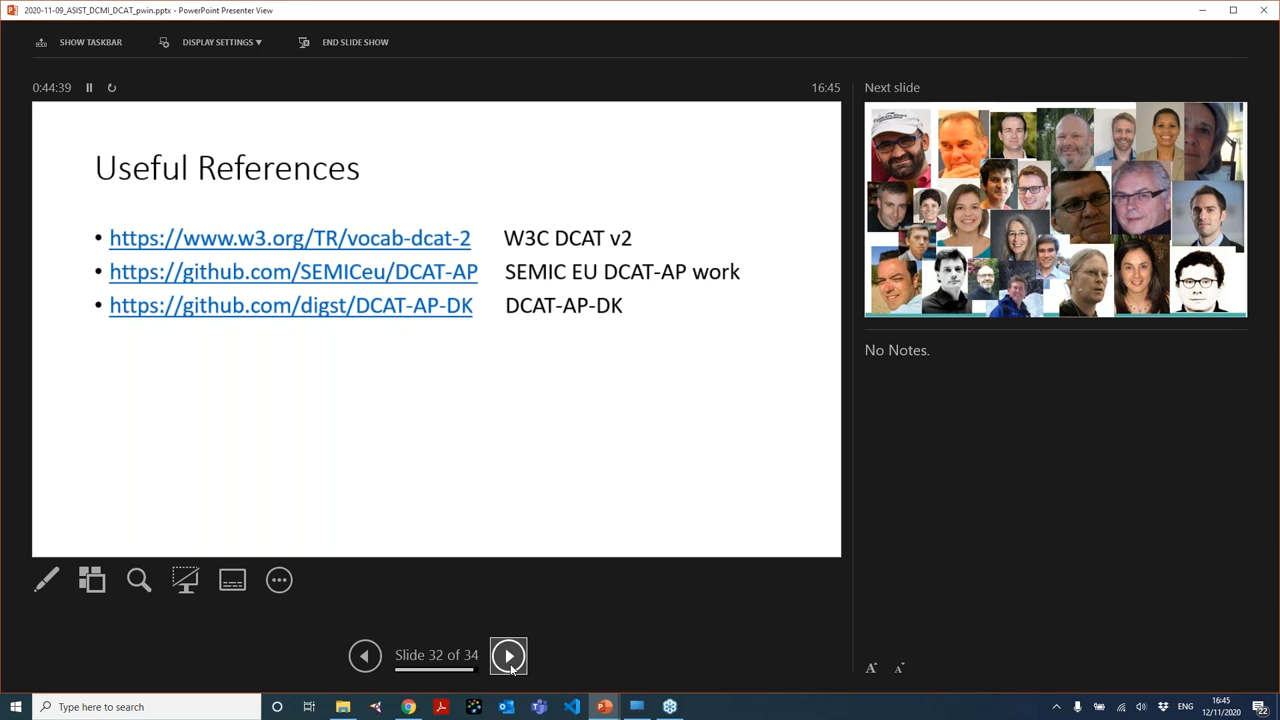 2020-11-09_ASIST_DCMI_DCAT_pwin.pptx - PowerPoint Presenter View
SHOW TASKBAR
DISPLAY SETTINGS ▼
END SLIDE SHOW
0:44:39
16:45
Next slide
Useful References
• https://www.w3.org/TR/vocab-dcat-2 W3C DCAT v2
• https://github.com/SEMICeu/DCAT-AP SEMIC EU DCAT-AP work
• https://github.com/digst/DCAT-AP-DK DCAT-AP-DK
No Notes.
Slide 32 of 34
A A
Type here to search
ENG
16:45
12/11/2020
22